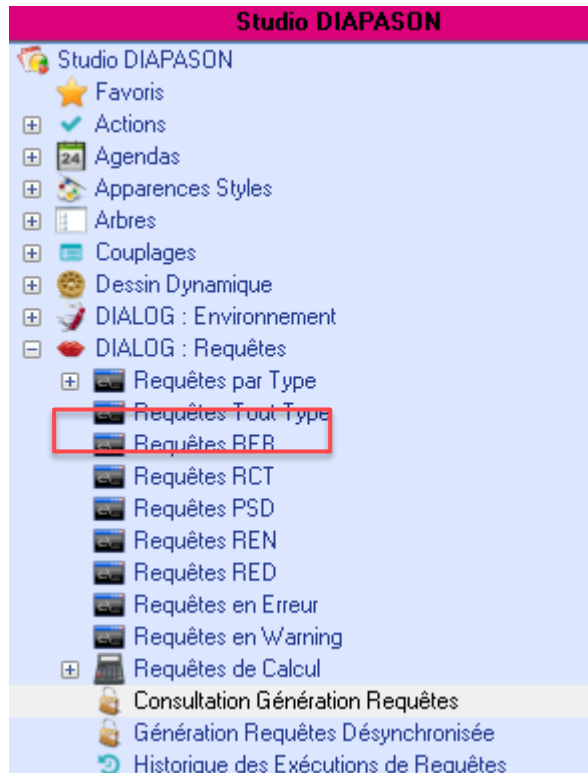 Studio DIAPASON
Studio DIAPASON
Favoris
Actions
24 Agendas
Apparences Styles
Arbres
Couplages
Dessin Dynamique
DIALOG : Environnement
DIALOG : Requêtes
Requêtes par Type
Requêtes Tout Type
Requêtes RFB
Requêtes RCT
Requêtes PSD
Requêtes REN
Requêtes RED
Requêtes en Erreur
Requêtes en Warning
Requêtes de Calcul
Consultation Génération Requêtes
Génération Requêtes Désynchronisée
Historique des Exécutions de Requêtes